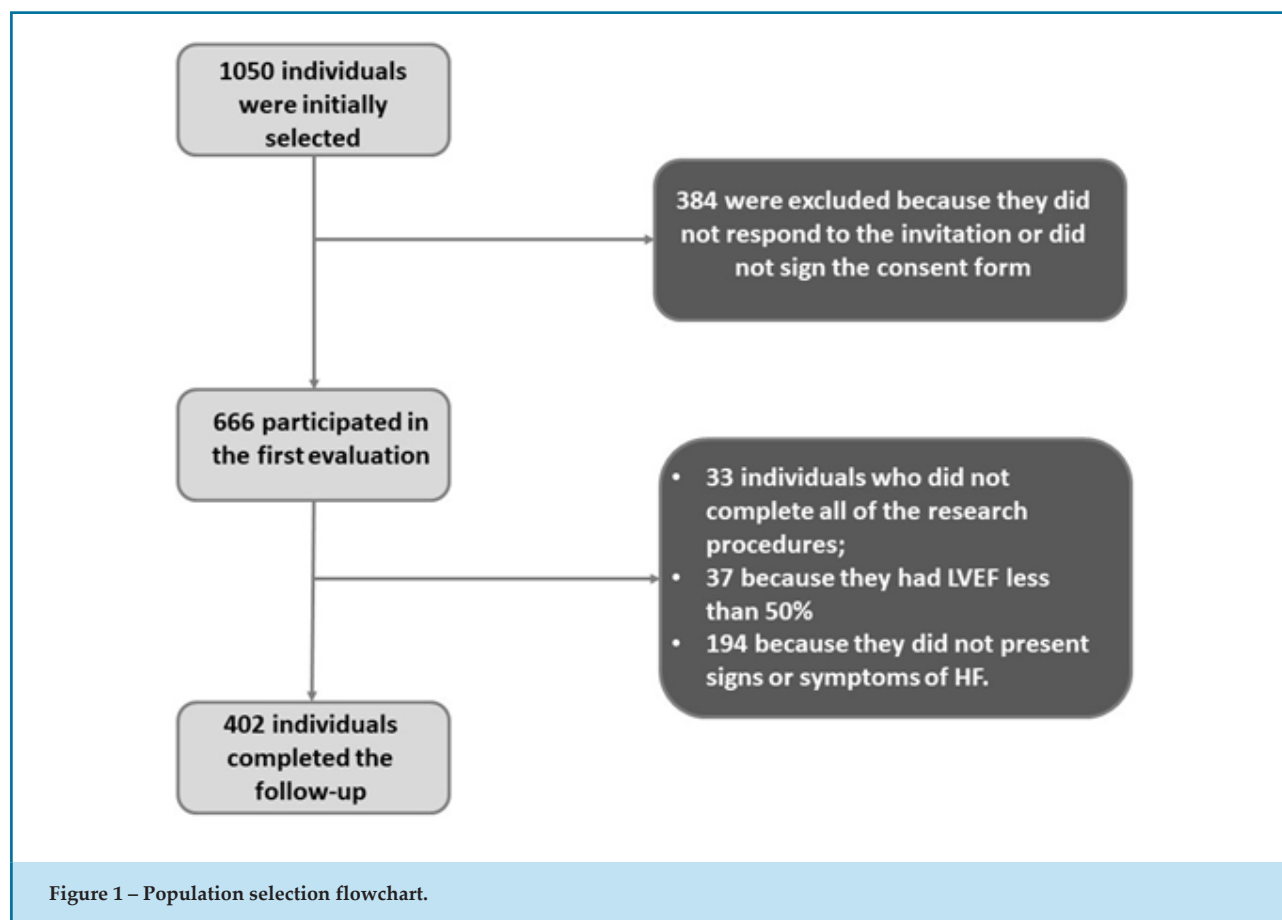 1050 individuals
were initially
selected
384 were excluded because they did
not respond to the invitation or did
not sign the consent form
666 participated in
the first evaluation
• 33 individuals who did not
complete all of the research
procedures;
• 37 because they had LVEF less
than 50%
• 194 because they did not present
signs or symptoms of HF.
402 individuals
completed the
follow-up
Figure 1 – Population selection flowchart.